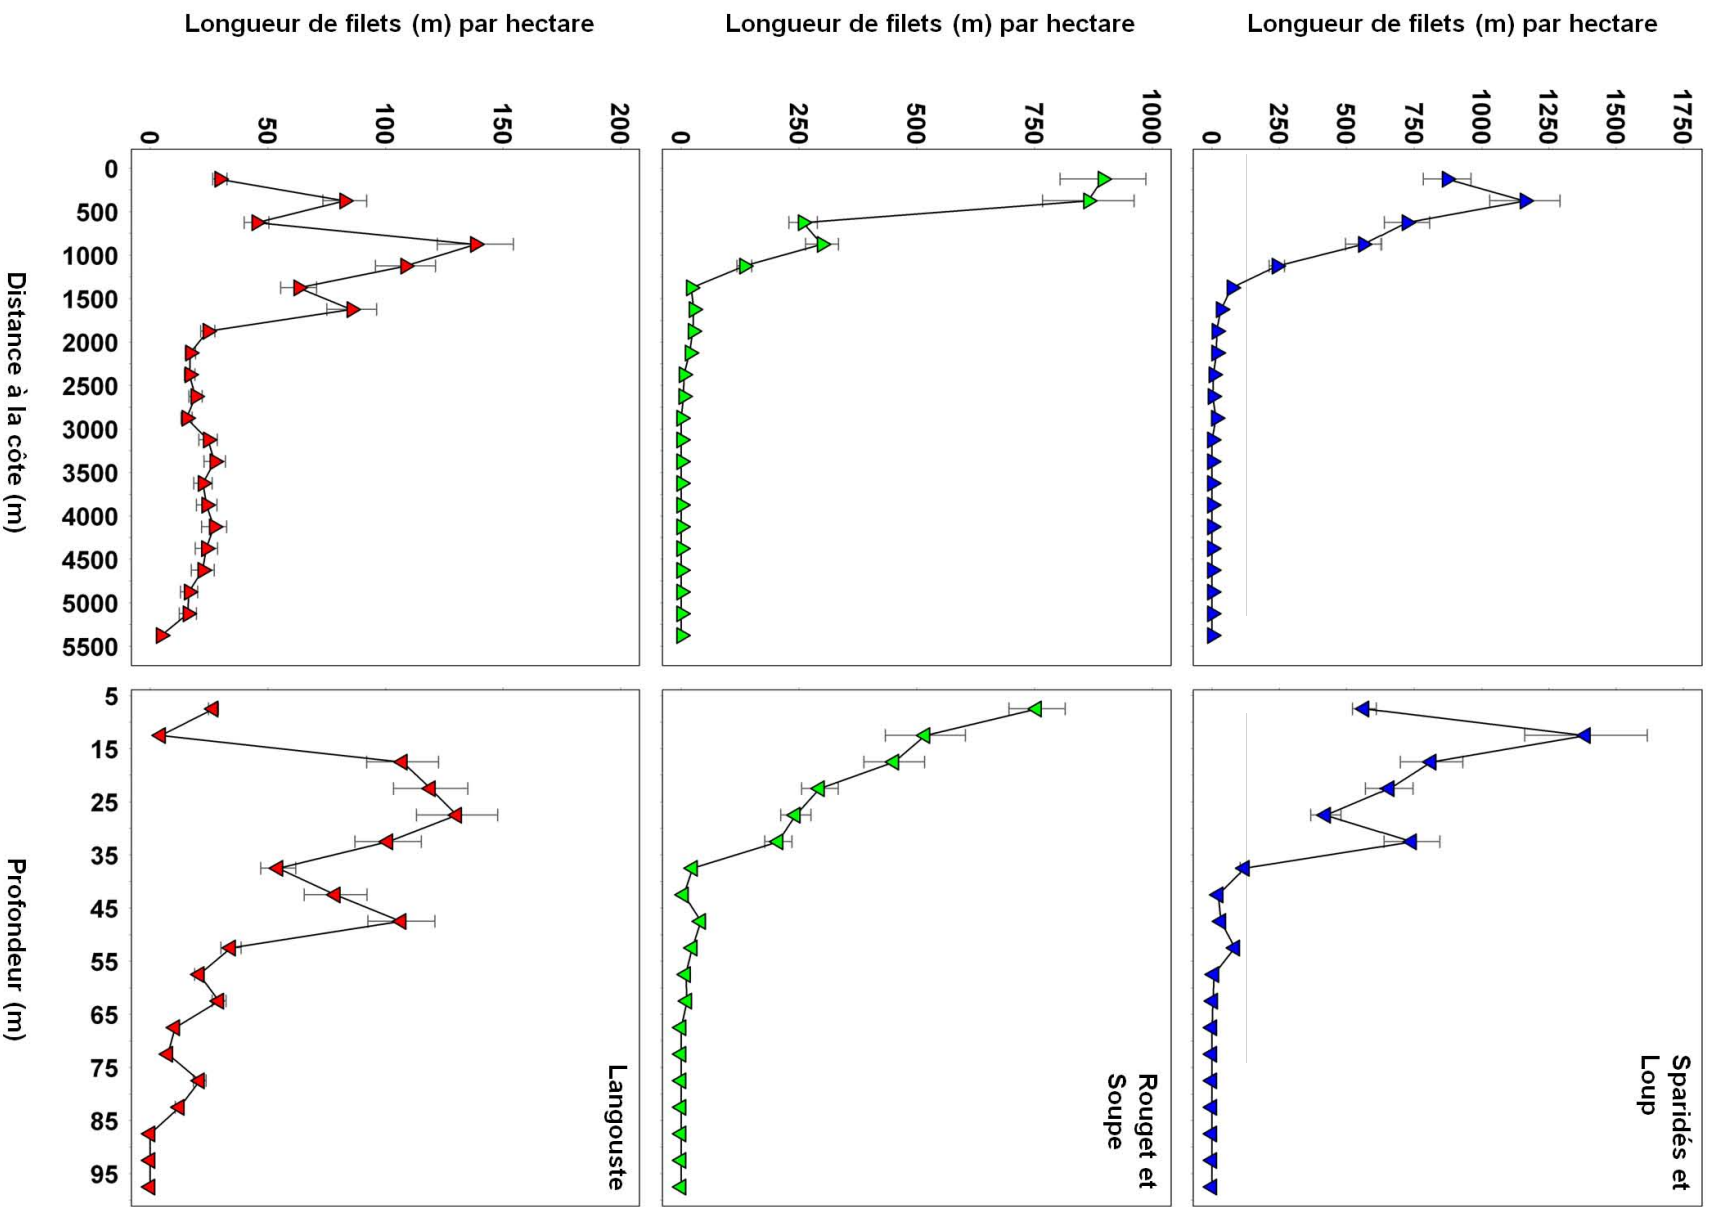 Longueur de filets (m) par hectare
Longueur de filets (m) par hectare
Longueur de filets (m) par hectare
0 50 100 150 200
0 250 500 750 1000
0 250 500 750 1000 1250 1500 1750
0
500
1000
1500
2000
2500
3000
3500
4000
4500
5000
5500
Distance à la côte (m)
5
15
25
35
45
55
65
75
85
95
Profondeur (m)
Langouste
Rouget et
Soupe
Sparidés et
Loup